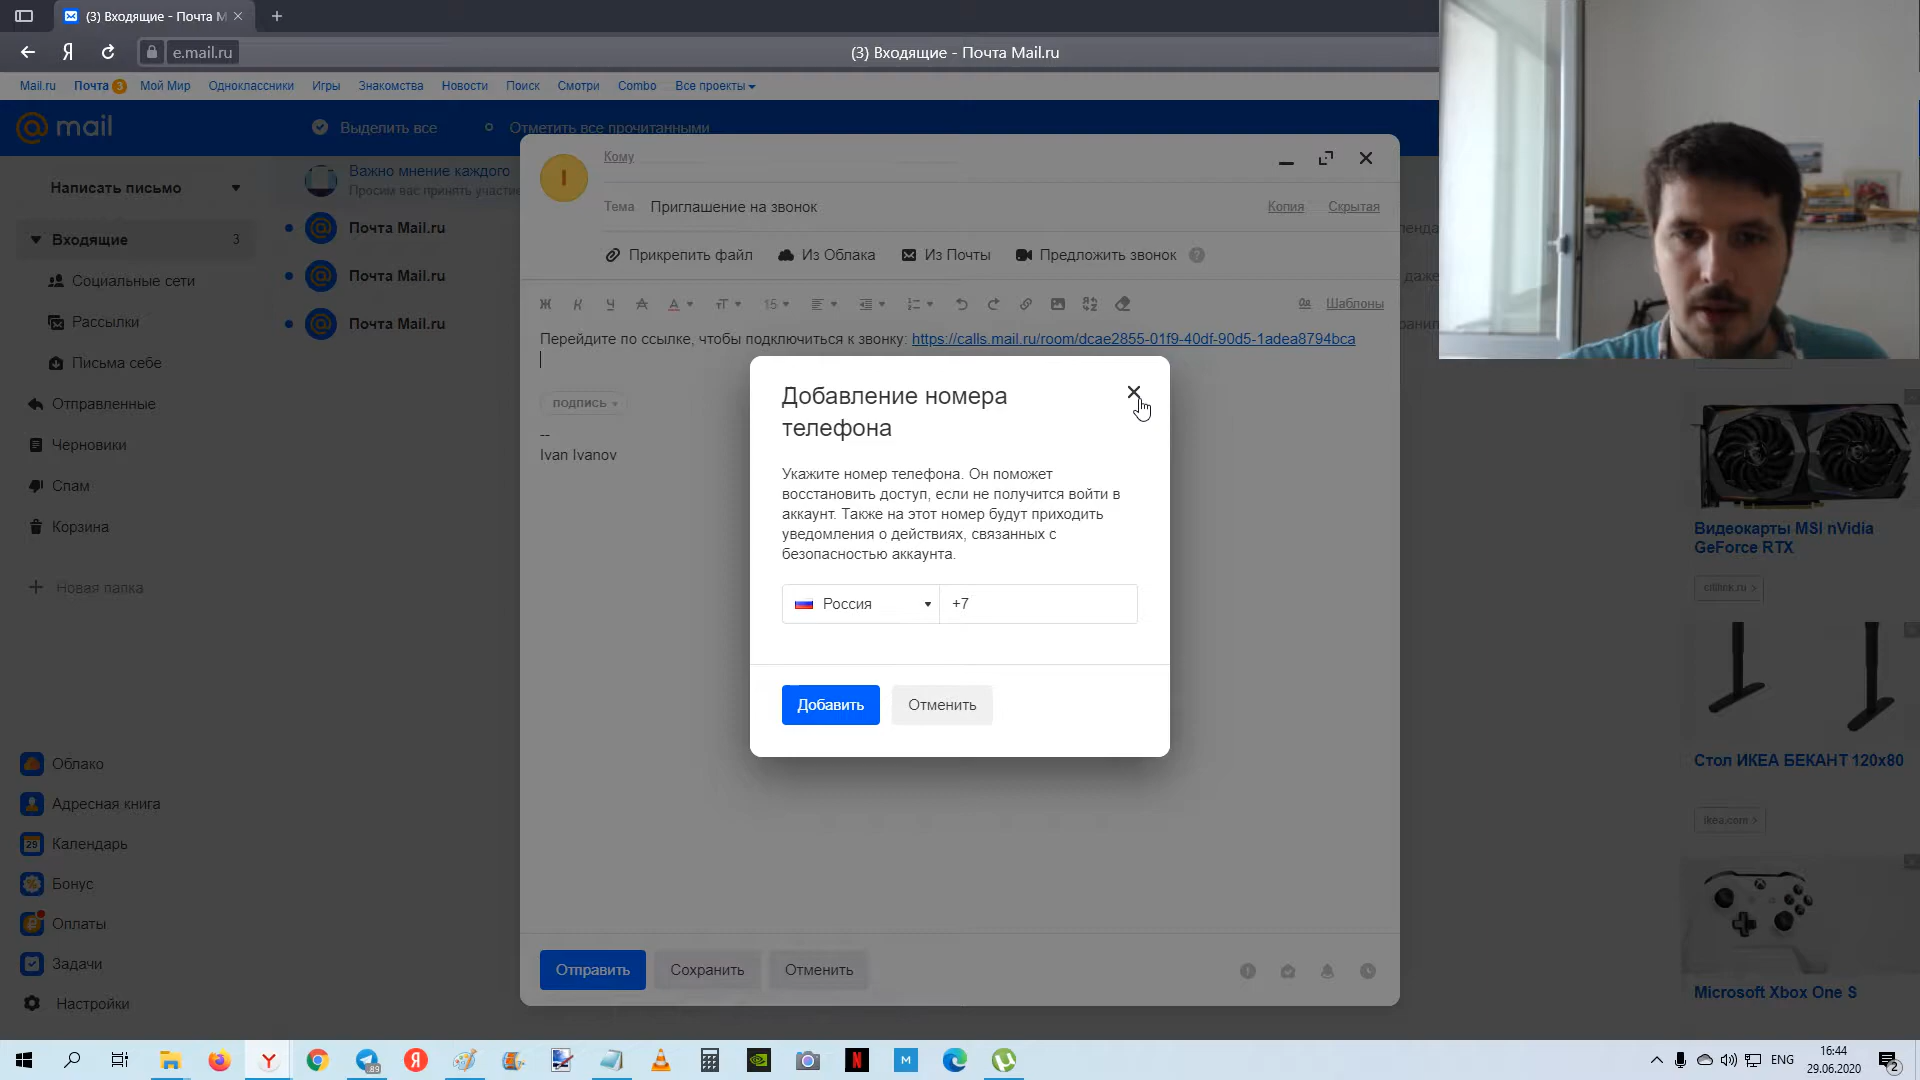 (3) Входящие - Почта M
e.mail.ru
(3) Входящие - Почта Mail.ru
Mail.ru Почта 3 Мой Мир Одноклассники Игры Знакомства Новости Поиск Смотри Combo Все проекты
mail
Выделить все
Отметить все прочитанными
Написать письмо
Входящие 3
Социальные сети
Рассылки
Письма себе
Отправленные
Черновики
Спам
Корзина
Новая папка
Облако
Адресная книга
29 Календарь
Бонус
Оплаты
Задачи
Настройки
Важно мнение каждого
Просим вас принять участие
Почта Mail.ru
Почта Mail.ru
Почта Mail.ru
I
Кому
Тема Приглашение на звонок
Копия Скрытая
Прикрепить файл Из Облака Из Почты Предложить звонок ?
Ж К Ч А А тТ 15
Шаблоны
Перейдите по ссылке, чтобы подключиться к звонку: https://calls.mail.ru/room/dcae2855-01f9-40df-90d5-1adea8794bca
подпись
--
Ivan Ivanov
Добавление номера
телефона
Укажите номер телефона. Он поможет
восстановить доступ, если не получится войти в
аккаунт. Также на этот номер будут приходить
уведомления о действиях, связанных с
безопасностью аккаунта.
Россия +7
Добавить Отменить
Отправить Сохранить Отменить
Видеокарты MSI nVidia
GeForce RTX
citilink.ru >
Стол ИКЕА БЕКАНТ 120x80
ikea.com >
Microsoft Xbox One S
89
ENG
16:44
29.06.2020
2